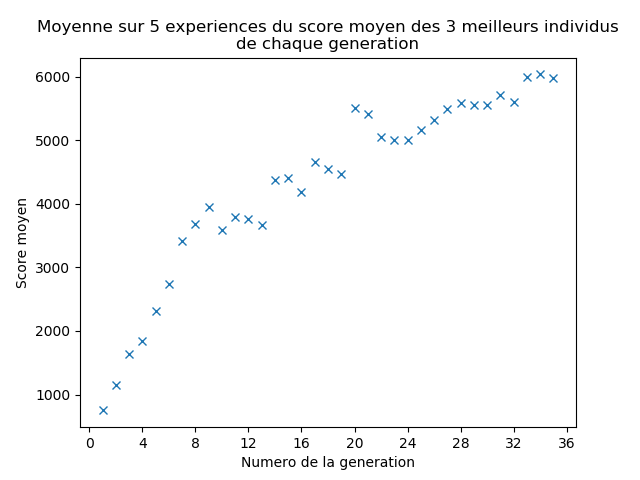 Moyenne sur 5 experiences du score moyen des 3 meilleurs individus
de chaque generation
6000
5000
4000
3000
2000
1000
Score moyen
0 4 8 12 16 20 24 28 32 36
Numero de la generation